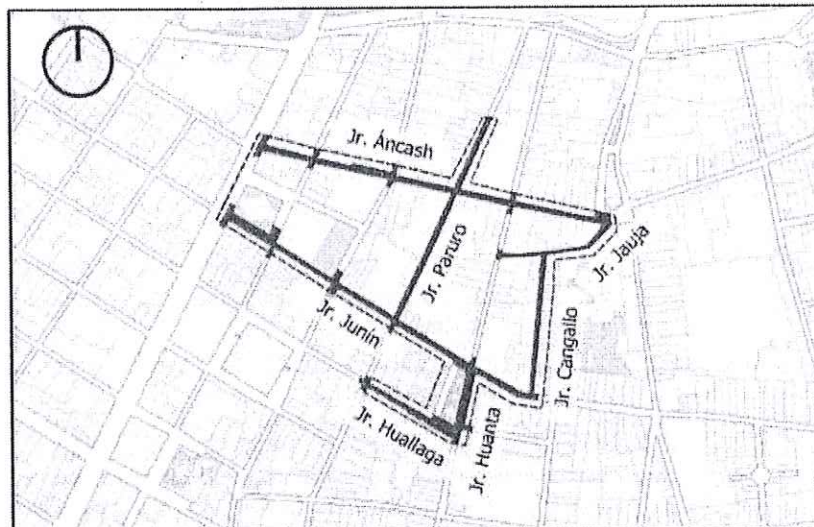 Jr. Áncash
Jr. Paruro
Jr. Jauja
Jr. Junín
Jr. Cangallo
Jr. Huallaga
Jr. Huanta